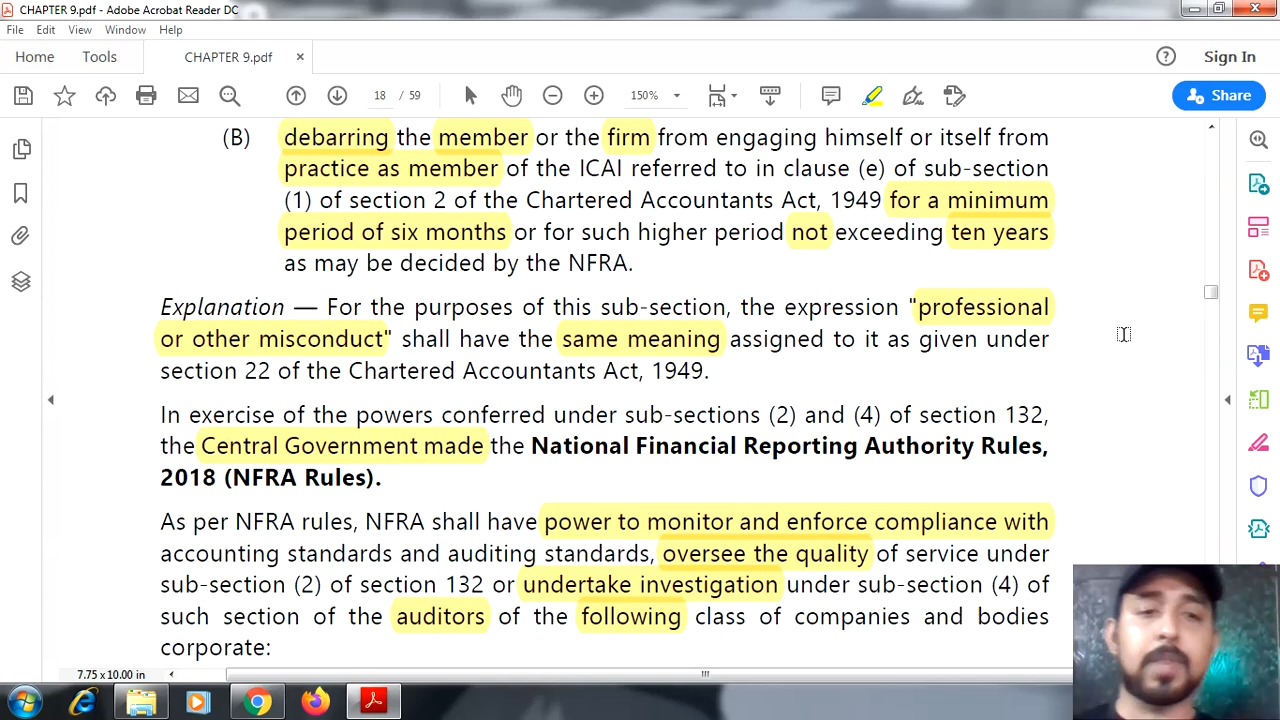 CHAPTER 9.pdf - Adobe Acrobat Reader DC
File Edit View Window Help
Home Tools CHAPTER 9.pdf × ? Sign In
18 / 59 150% Share
(B) debarring the member or the firm from engaging himself or itself from
practice as member of the ICAI referred to in clause (e) of sub-section
(1) of section 2 of the Chartered Accountants Act, 1949 for a minimum
period of six months or for such higher period not exceeding ten years
as may be decided by the NFRA.
Explanation — For the purposes of this sub-section, the expression "professional
or other misconduct" shall have the same meaning assigned to it as given under
section 22 of the Chartered Accountants Act, 1949.
In exercise of the powers conferred under sub-sections (2) and (4) of section 132,
the Central Government made the National Financial Reporting Authority Rules,
2018 (NFRA Rules).
As per NFRA rules, NFRA shall have power to monitor and enforce compliance with
accounting standards and auditing standards, oversee the quality of service under
sub-section (2) of section 132 or undertake investigation under sub-section (4) of
such section of the auditors of the following class of companies and bodies
corporate:
7.75 x 10.00 in